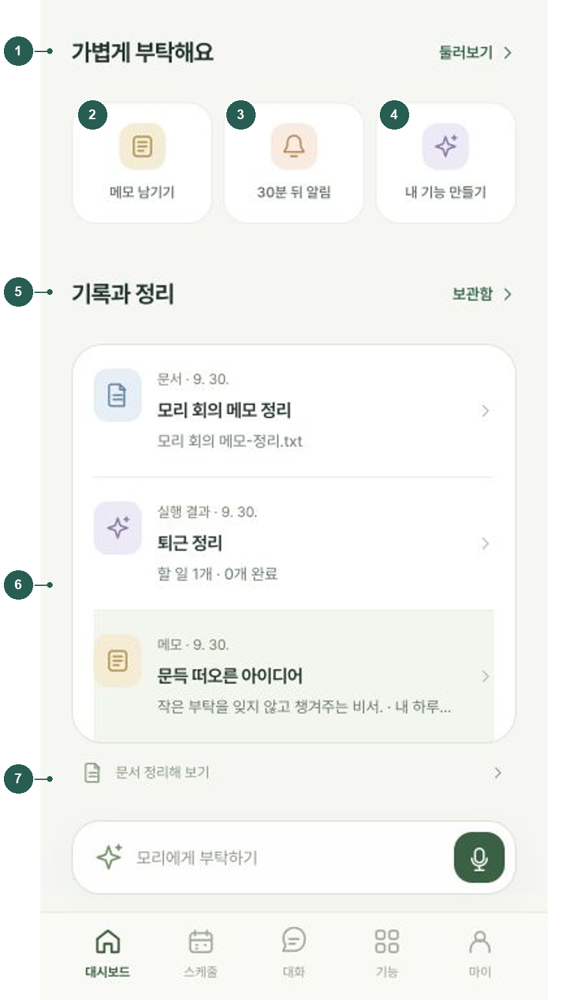 1
가볍게 부탁해요
둘러보기
2
3
4
메모 남기기
30분 뒤 알림
내 기능 만들기
5
기록과 정리
보관함
문서 · 9. 30.
모리 회의 메모 정리
모리 회의 메모-정리.txt
실행 결과 · 9. 30.
퇴근 정리
할 일 1개 · 0개 완료
6
메모 · 9. 30.
문득 떠오른 아이디어
작은 부탁을 잊지 않고 챙겨주는 비서. · 내 하루...
7
문서 정리해 보기
모리에게 부탁하기
대시보드
스케줄
대화
기능
마이